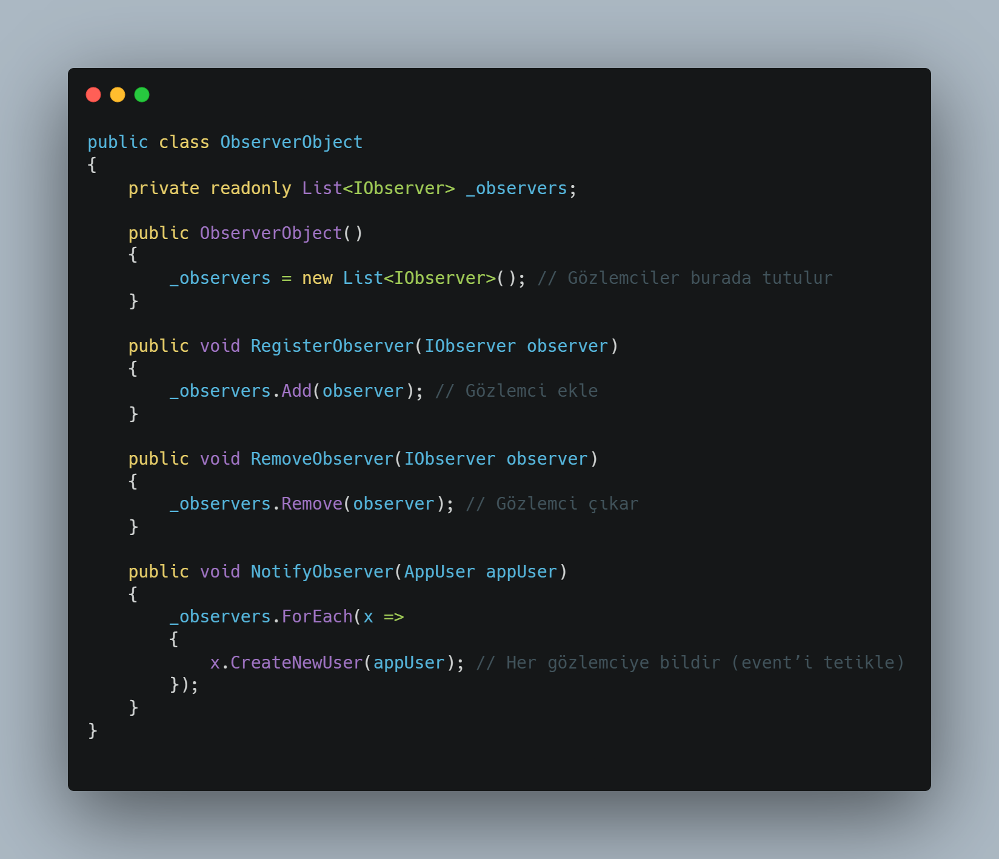 public class ObserverObject
{
    private readonly List<IObserver> _observers;

    public ObserverObject()
    {
        _observers = new List<IObserver>(); // Gözlemciler burada tutulur
    }

    public void RegisterObserver(IObserver observer)
    {
        _observers.Add(observer); // Gözlemci ekle
    }

    public void RemoveObserver(IObserver observer)
    {
        _observers.Remove(observer); // Gözlemci çıkar
    }

    public void NotifyObserver(AppUser appUser)
    {
        _observers.ForEach(x =>
        {
            x.CreateNewUser(appUser); // Her gözlemciye bildir (event’i tetikle)
        });
    }
}